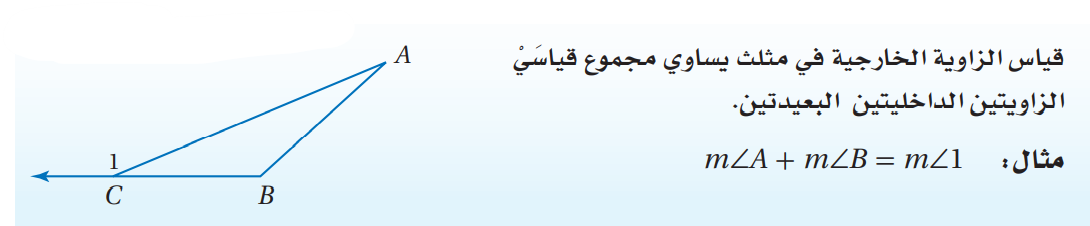 قياس الزاوية الخارجية في مثلث يساوي مجموع قياسَيْ
الزاويتين الداخليتين البعيدتين.
مثال: m∠A + m∠B = m∠1
A
1
C
B